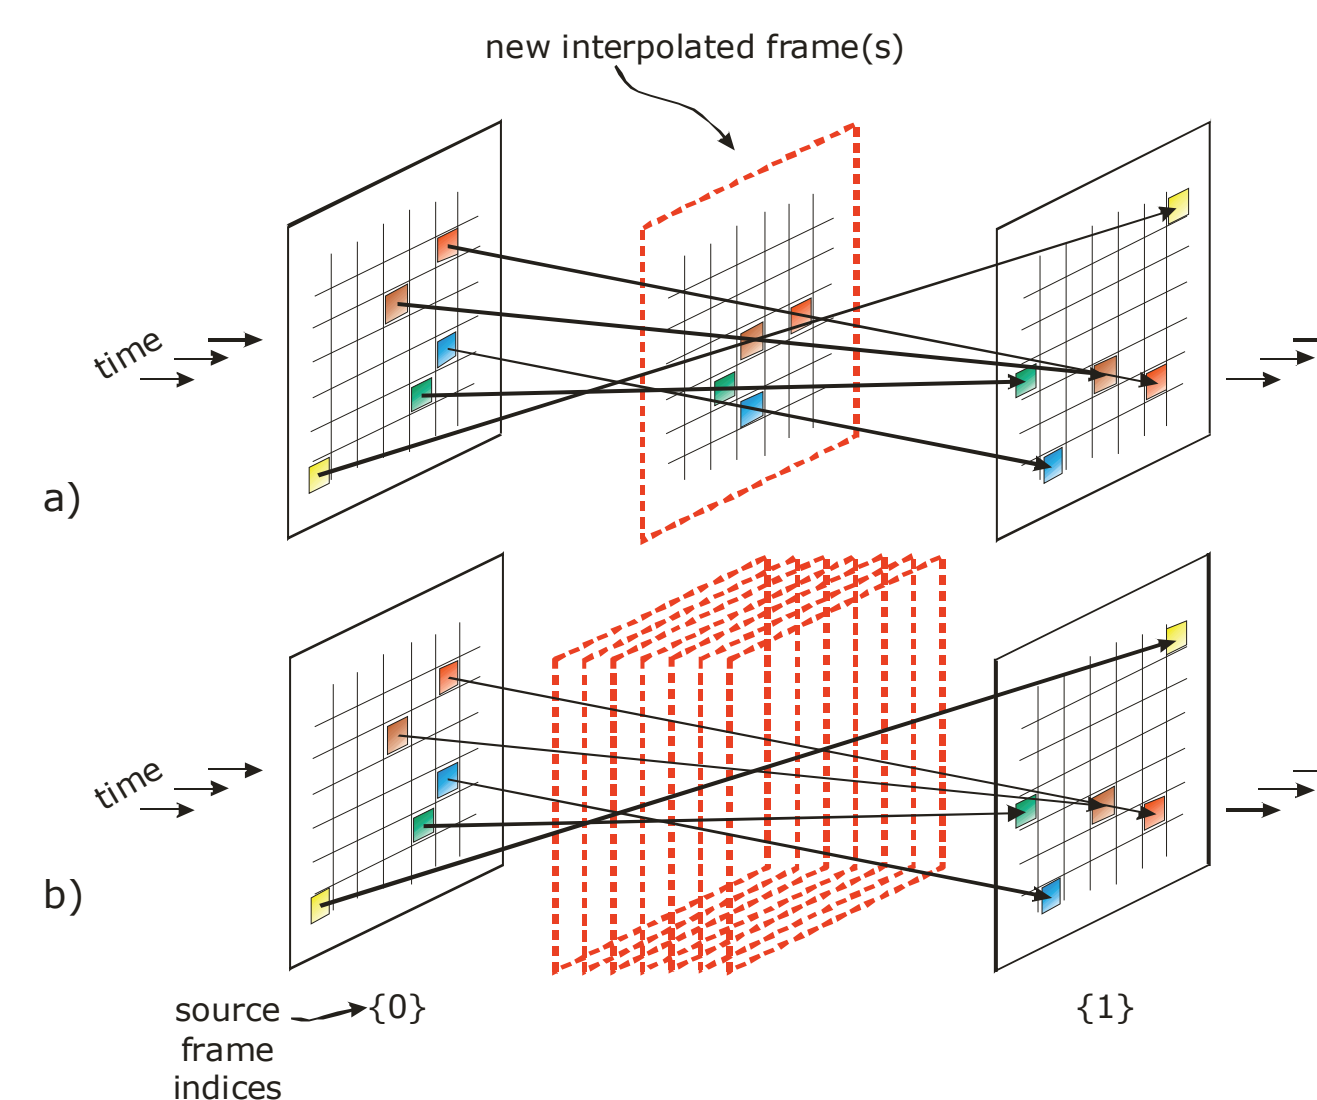 new interpolated frame(s)
time
a)
time
b)
source
frame
indices
{0}
{1}